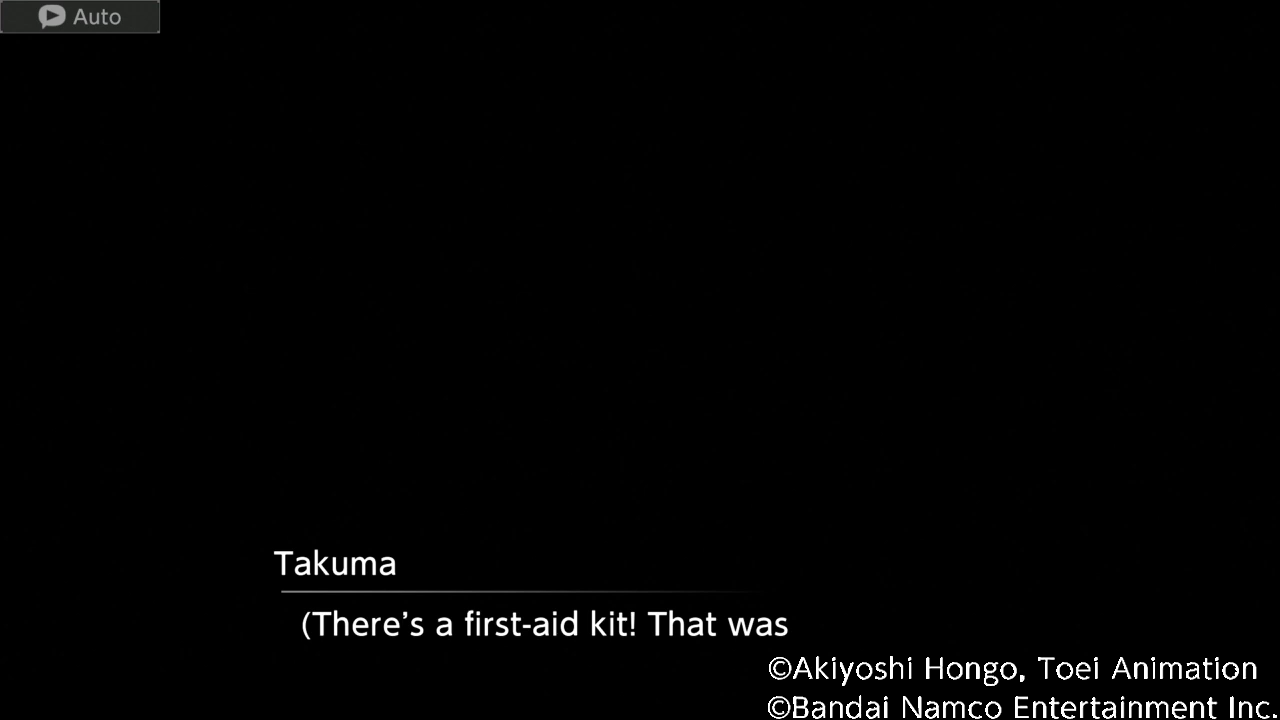 Auto
Takuma
(There's a first-aid kit! That was
©Akiyoshi Hongo, Toei Animation
©Bandai Namco Entertainment Inc.